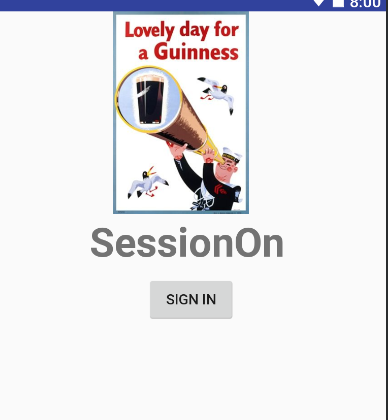 8:00
Lovely day for
a Guinness
SessionOn
SIGN IN